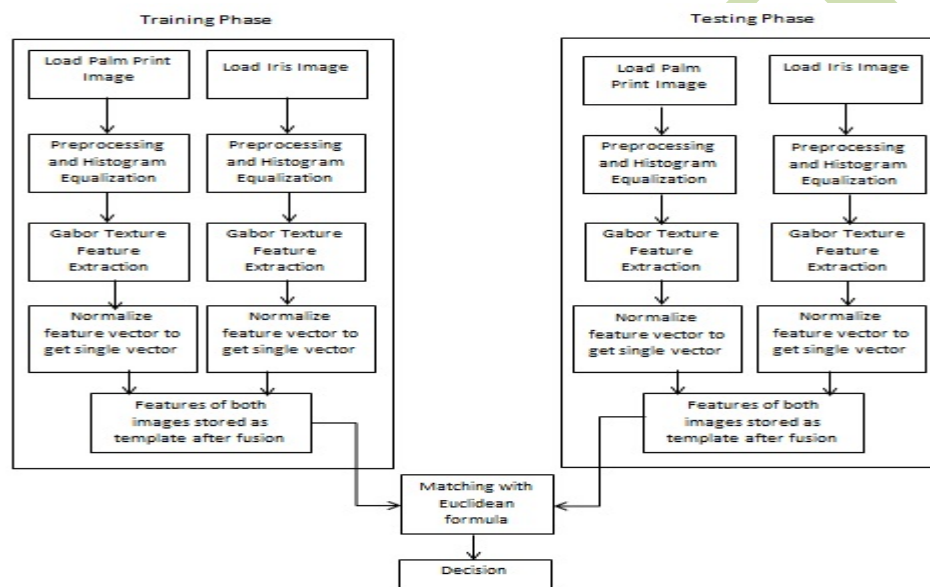 Training Phase
Load Palm Print
Image
Load Iris Image
Preprocessing
and Histogram
Equalization
Preprocessing
and Histogram
Equalization
Gabor Texture
Feature
Extraction
Gabor Texture
Feature
Extraction
Normalize
feature vector to
get single vector
Normalize
feature vector to
get single vector
Features of both
images stored as
template after fusion
Testing Phase
Load Palm
Print Image
Load Iris Image
Preprocessing
and Histogram
Equalization
Preprocessing
and Histogram
Equalization
Gabor Texture
Feature
Extraction
Gabor Texture
Feature
Extraction
Normalize
feature vector to
get single vector
Normalize
feature vector to
get single vector
Features of both
images stored as
template after fusion
Matching with
Euclidean
formula
Decision